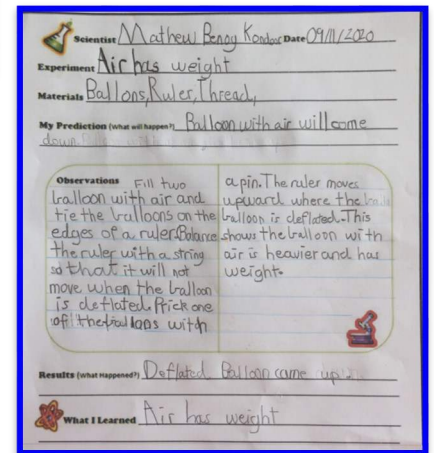 Scientist Mathew Benoy Kondoor Date 09/11/2020
Experiment Air has weight
Materials Ballons, Ruler, Thread,
My Prediction (What will happen?) Balloon with air will come
down.
Observations Fill two
balloon with air and
tie the balloons on the
edges of a ruler. Balance
the ruler with a string
so that it will not
move when the balloon
is deflated. Prick one
of the ballons with
a pin. The ruler moves
upward where the
balloon is deflated. This
shows the balloon with
air is heavier and has
weight.
Results (What Happened?) Deflated Balloon came up
What I Learned Air has weight